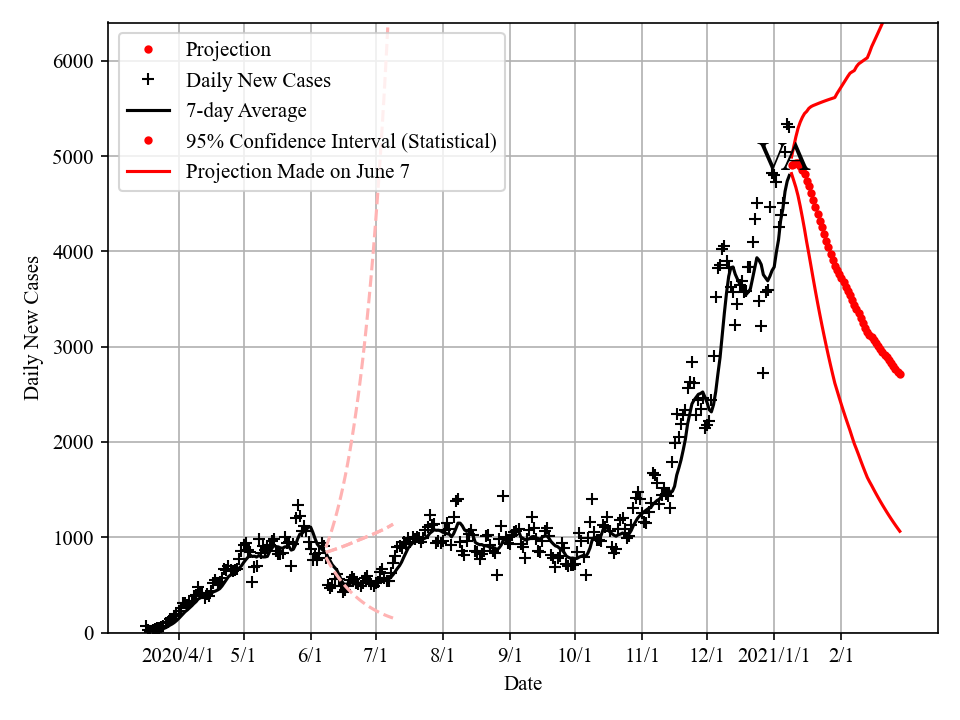 Projection
Daily New Cases
7-day Average
95% Confidence Interval (Statistical)
Projection Made on June 7
Daily New Cases
6000
5000
4000
3000
2000
1000
0
2020/4/1 5/1 6/1 7/1 8/1 9/1 10/1 11/1 12/1 2021/1/1 2/1
Date